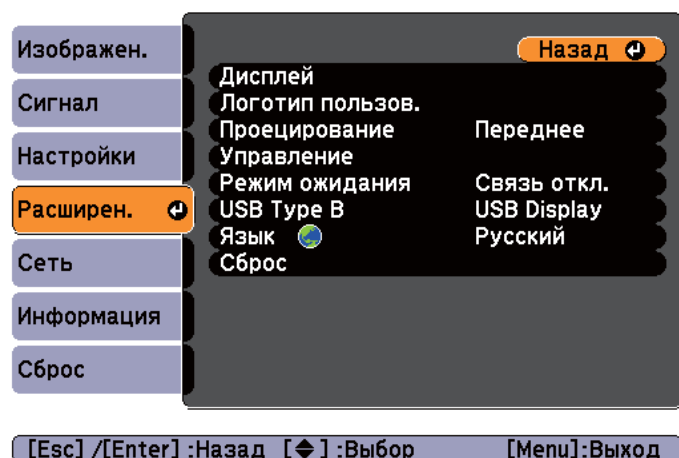 Изображен.
Сигнал
Настройки
Расширен.
Сеть
Информация
Сброс
Назад
Дисплей
Логотип пользов.
Проецирование Переднее
Управление
Режим ожидания Связь откл.
USB Type B USB Display
Язык Русский
Сброс
[Esc] /[Enter] :Назад [ ] :Выбор [Menu]:Выход